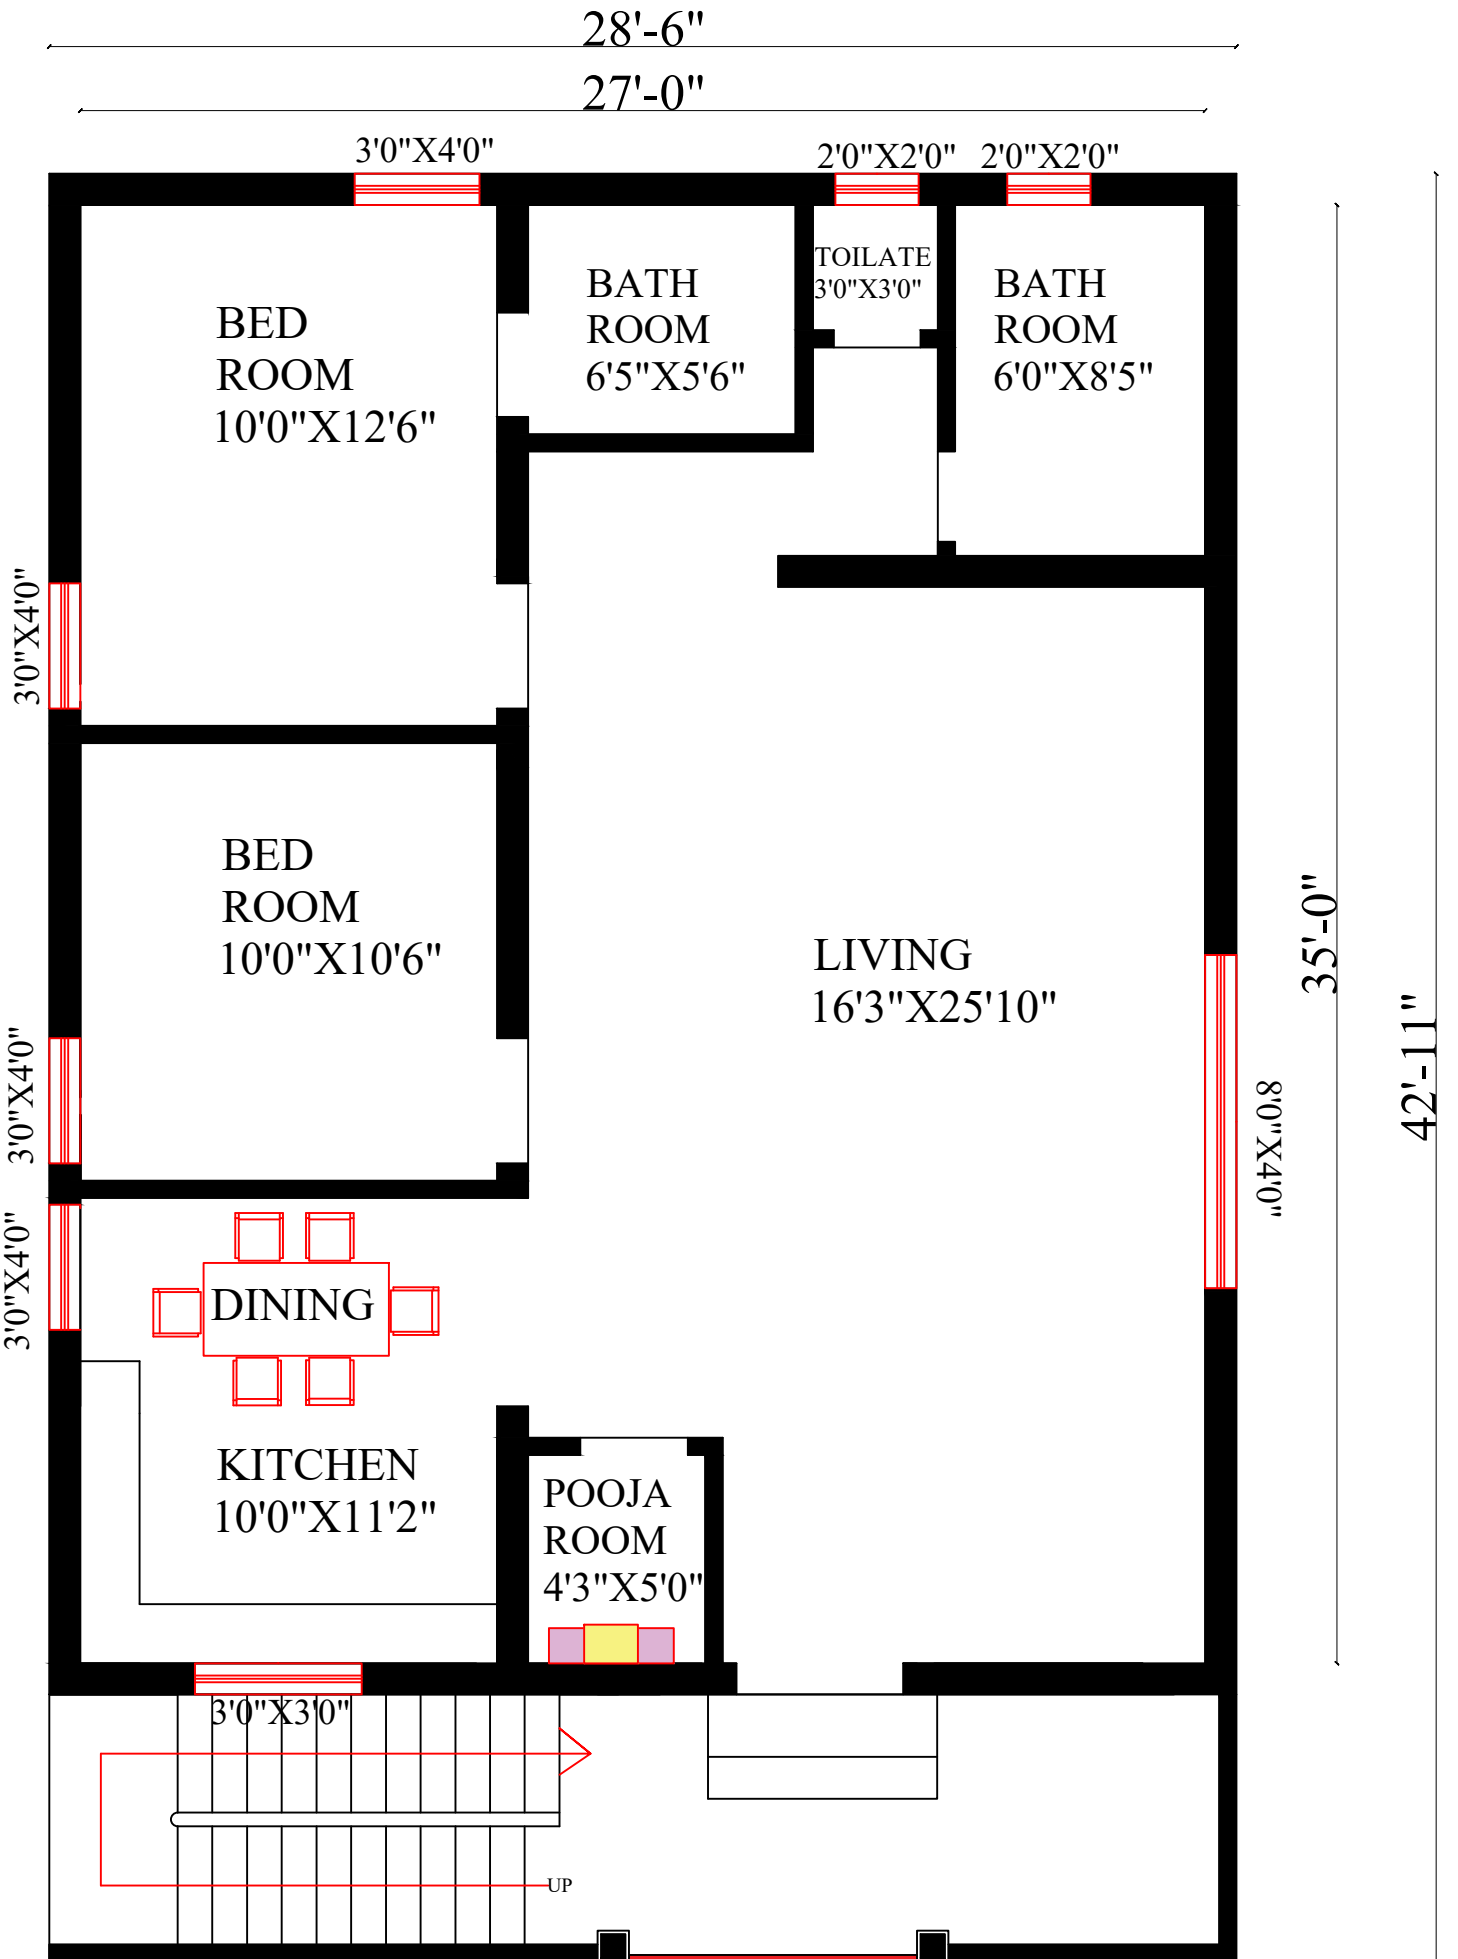 28'-6"
27'-0"
3'0"X4'0"
2'0"X2'0"
2'0"X2'0"
BED
ROOM
10'0"X12'6"
BATH
ROOM
6'5"X5'6"
TOILATE
3'0"X3'0"
BATH
ROOM
6'0"X8'5"
3'0"X4'0"
BED
ROOM
10'0"X10'6"
LIVING
16'3"X25'10"
35'-0"
42'-11"
3'0"X4'0"
8'0"X4'0"
3'0"X4'0"
DINING
KITCHEN
10'0"X11'2"
POOJA
ROOM
4'3"X5'0"
3'0"X3'0"
UP